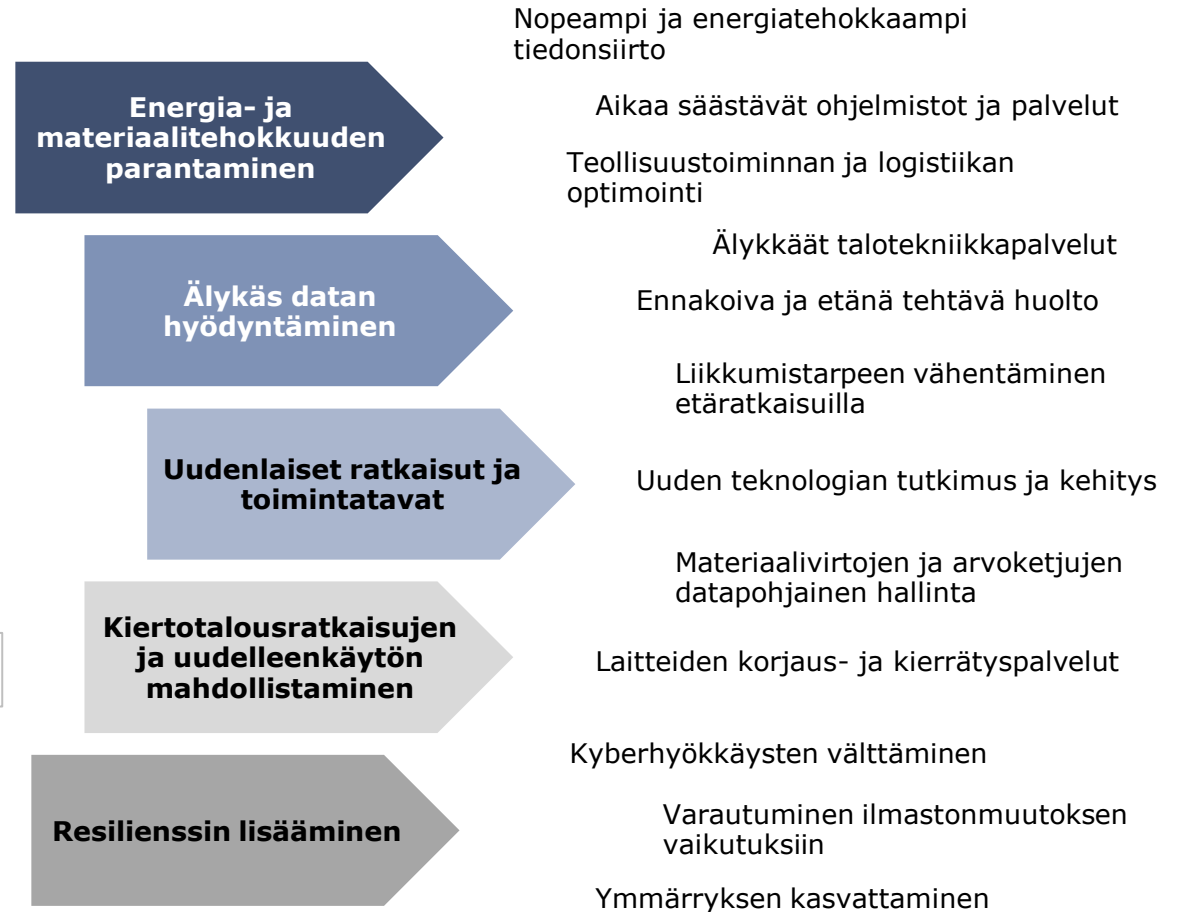 Nopeampi ja energiatehokkaampi
tiedonsiirto
Energia- ja
materiaalitehokkuuden
parantaminen
Aikaa säästävät ohjelmistot ja palvelut
Teollisuustoiminnan ja logistiikan
optimointi
Älykkäät talotekniikkapalvelut
Älykäs datan
hyödyntäminen
Ennakoiva ja etänä tehtävä huolto
Liikkumistarpeen vähentäminen
etäratkaisuilla
Uudenlaiset ratkaisut ja
toimintatavat
Uuden teknologian tutkimus ja kehitys
Materiaalivirtojen ja arvoketjujen
datapohjainen hallinta
Kiertotalousratkaisujen
ja uudelleenkäytön
mahdollistaminen
Laitteiden korjaus- ja kierrätyspalvelut
Kyberhyökkäysten välttäminen
Resilienssin lisääminen
Varautuminen ilmastonmuutoksen
vaikutuksiin
Ymmärryksen kasvattaminen